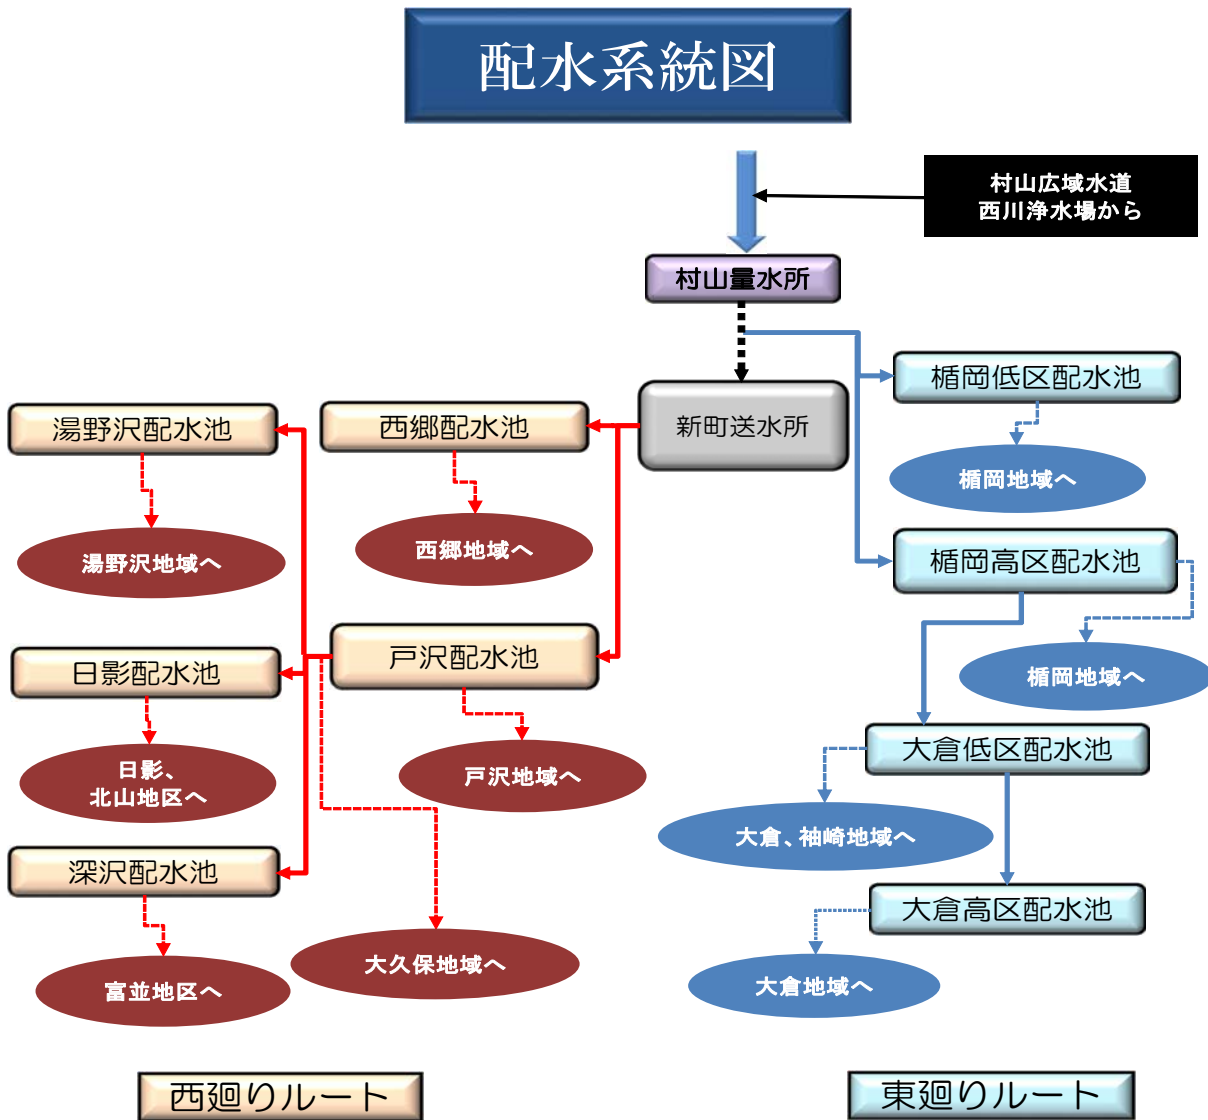 配水系統図
村山広域水道
西川浄水場から
村山量水所
新町送水所
楯岡低区配水池
楯岡地域へ
楯岡高区配水池
楯岡地域へ
大倉低区配水池
大倉、袖崎地域へ
大倉高区配水池
大倉地域へ
湯野沢配水池
西郷配水池
湯野沢地域へ
西郷地域へ
日影配水池
戸沢配水池
日影、
北山地区へ
戸沢地域へ
深沢配水池
富並地区へ
大久保地域へ
西廻りルート
東廻りルート